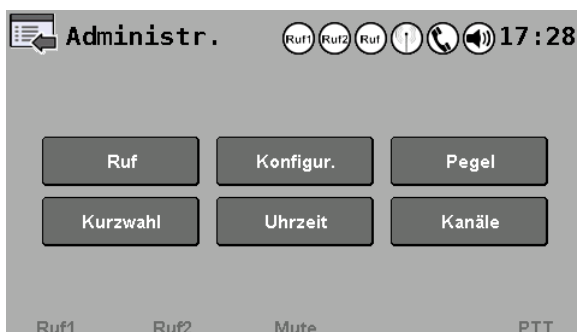 Administr. Ruf1 Ruf2 Ruf 17:28
Ruf Konfigur. Pegel
Kurzwahl Uhrzeit Kanäle
Ruf1 Ruf2 Mute PTT